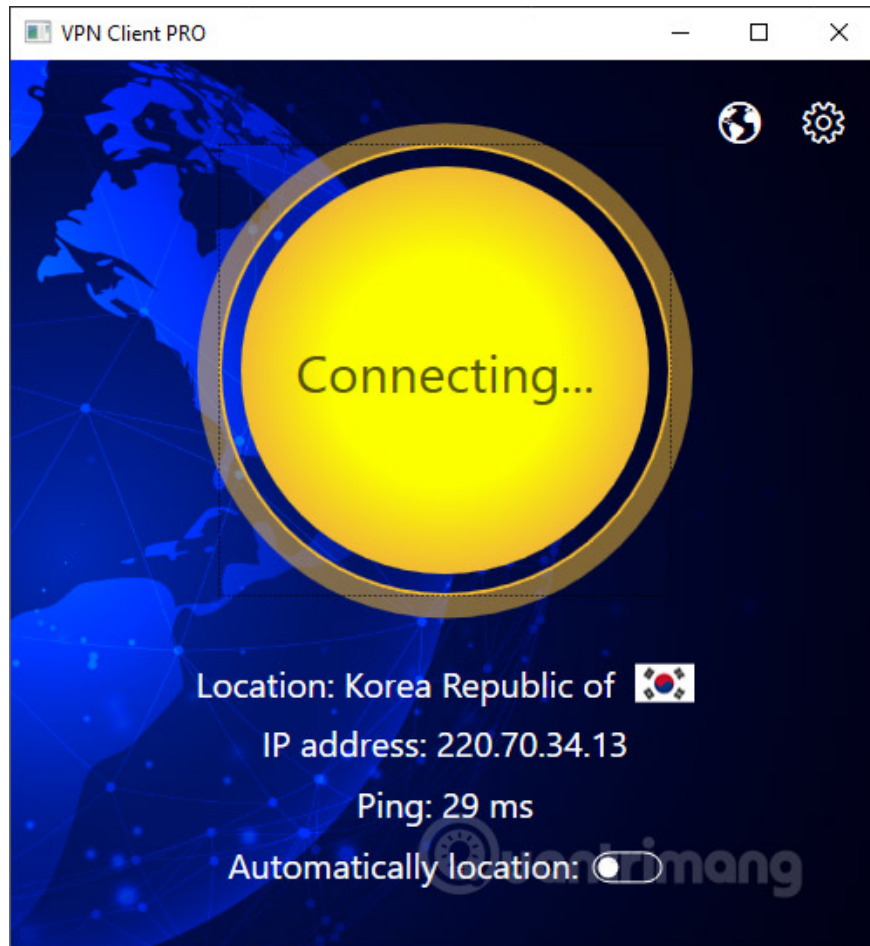 VPN Client PRO
Connecting...
Location: Korea Republic of
IP address: 220.70.34.13
Ping: 29 ms
Automatically location:
Quantrimang